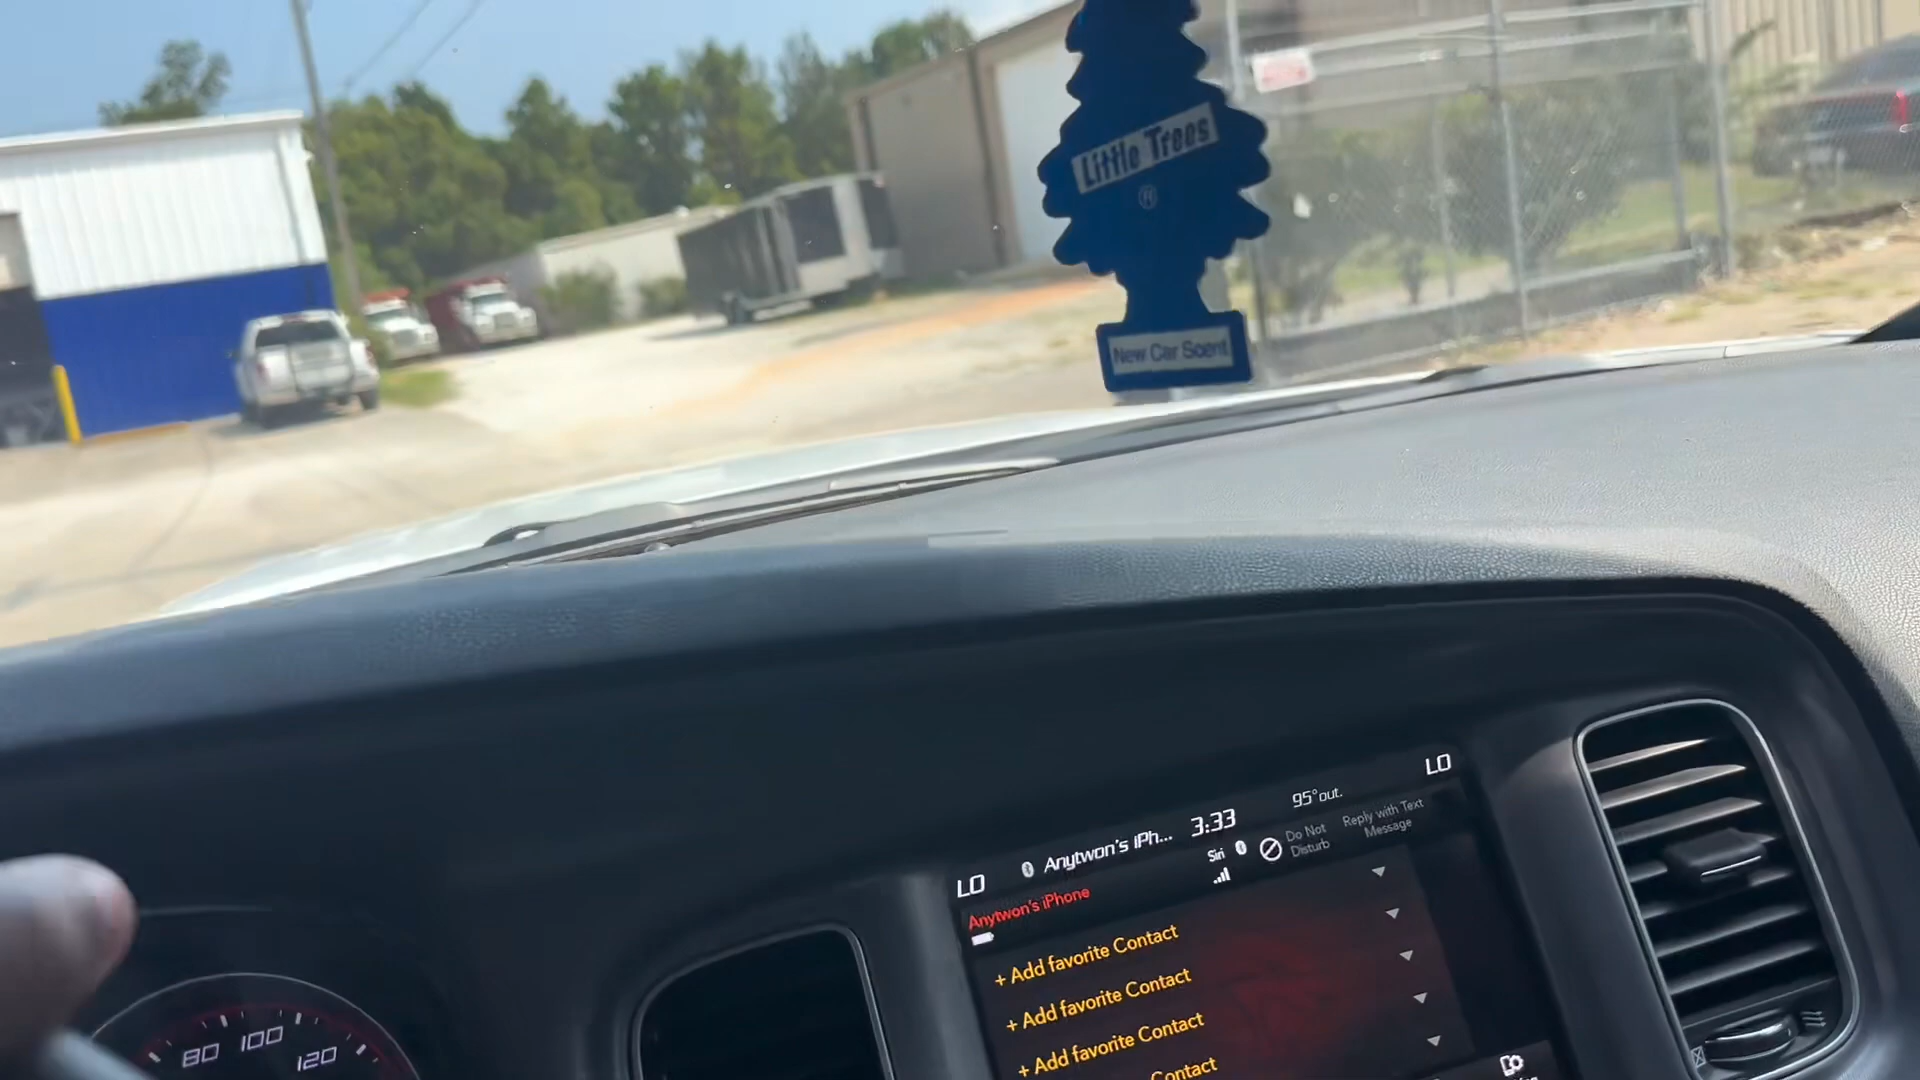 Little Trees
®
New Car Scent
LO
Anytwon's iPh...
3:33
95°out.
LO
Anytwon's iPhone
Siri
Do Not
Disturb
Reply with Text
Message
+ Add favorite Contact
+ Add favorite Contact
+ Add favorite Contact
Contact
80
100
120